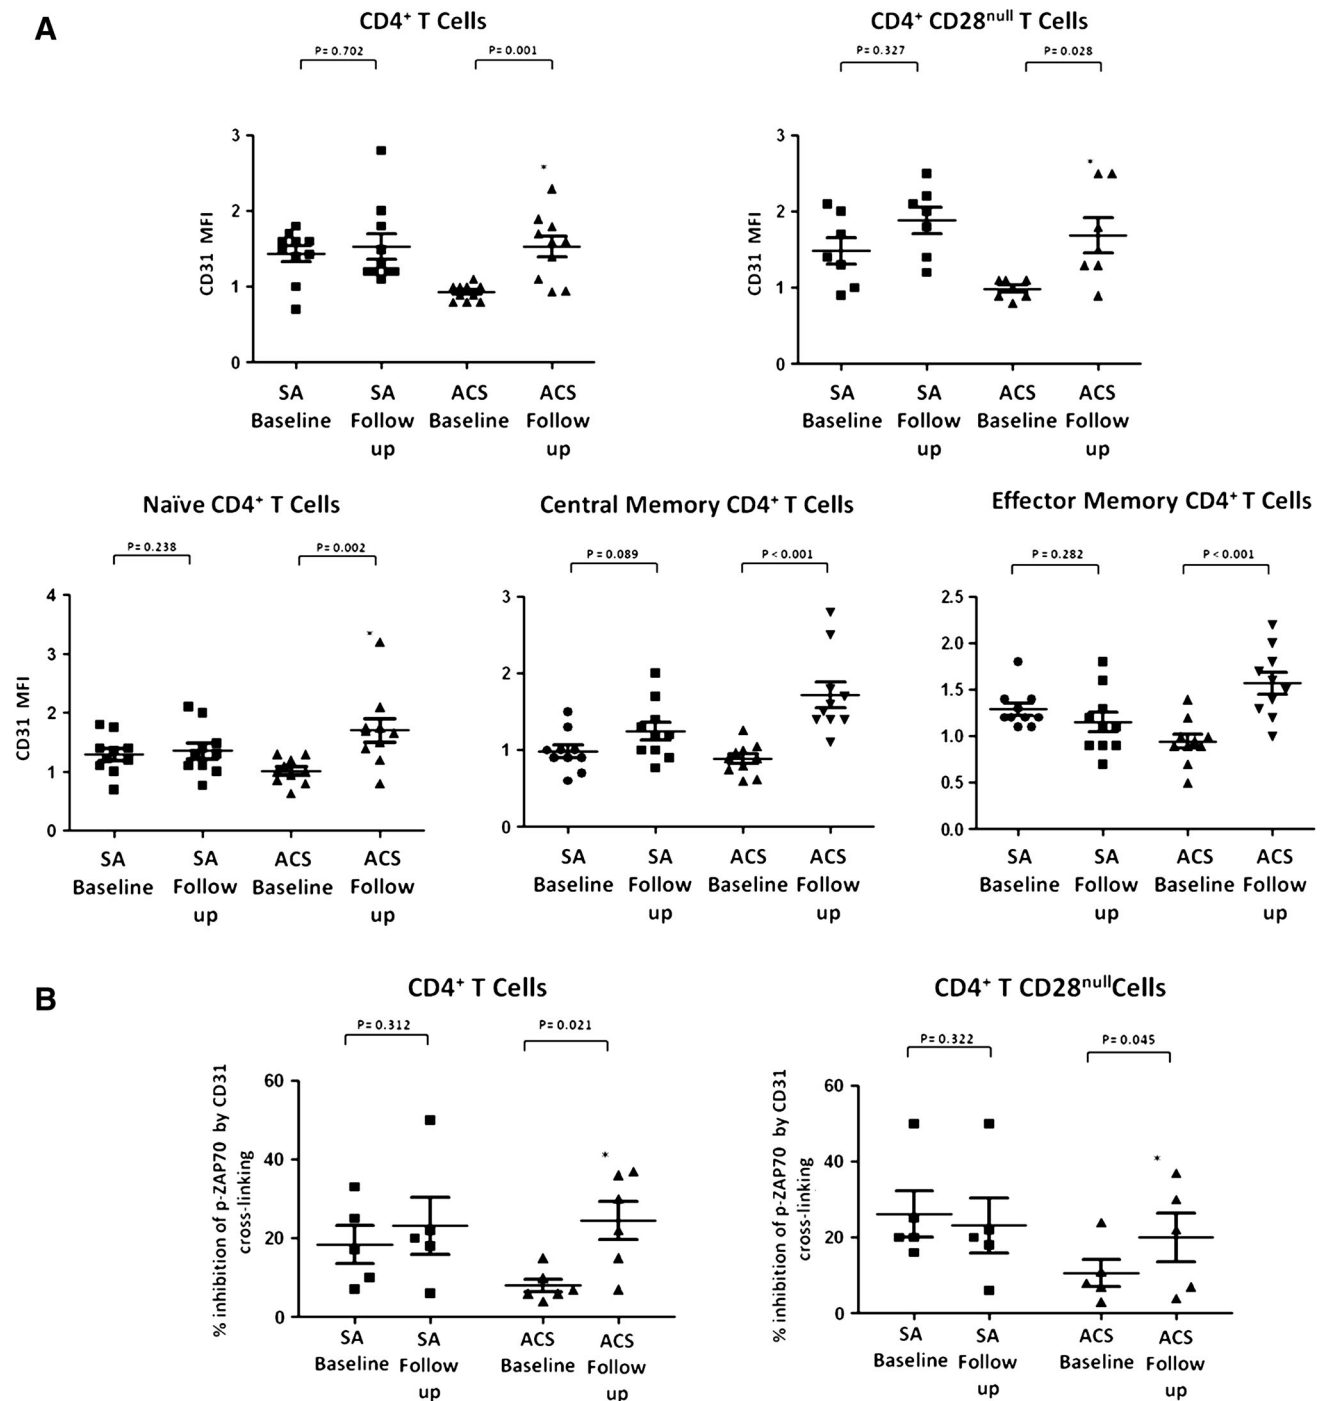 A
CD4⁺ T Cells
P= 0.702
P= 0.001
CD31 MFI
3
2
1
0
*
SA Baseline
SA Follow up
ACS Baseline
ACS Follow up
CD4⁺ CD28ⁿᵘˡˡ T Cells
P= 0.327
P= 0.028
CD31 MFI
3
2
1
0
*
SA Baseline
SA Follow up
ACS Baseline
ACS Follow up
Naïve CD4⁺ T Cells
P= 0.238
P= 0.002
CD31 MFI
4
3
2
1
0
*
SA Baseline
SA Follow up
ACS Baseline
ACS Follow up
Central Memory CD4⁺ T Cells
P= 0.089
P < 0.001
3
2
1
0
SA Baseline
SA Follow up
ACS Baseline
ACS Follow up
Effector Memory CD4⁺ T Cells
P= 0.282
P < 0.001
2.5
2.0
1.5
1.0
0.5
0.0
SA Baseline
SA Follow up
ACS Baseline
ACS Follow up
B
CD4⁺ T Cells
P= 0.312
P= 0.021
% inhibition of p-ZAP70 by CD31
cross-linking
60
40
20
0
*
SA Baseline
SA Follow up
ACS Baseline
ACS Follow up
CD4⁺ T CD28ⁿᵘˡˡCells
P= 0.322
P= 0.045
% inhibition of p-ZAP70 by CD31
cross-linking
60
40
20
0
*
SA Baseline
SA Follow up
ACS Baseline
ACS Follow up